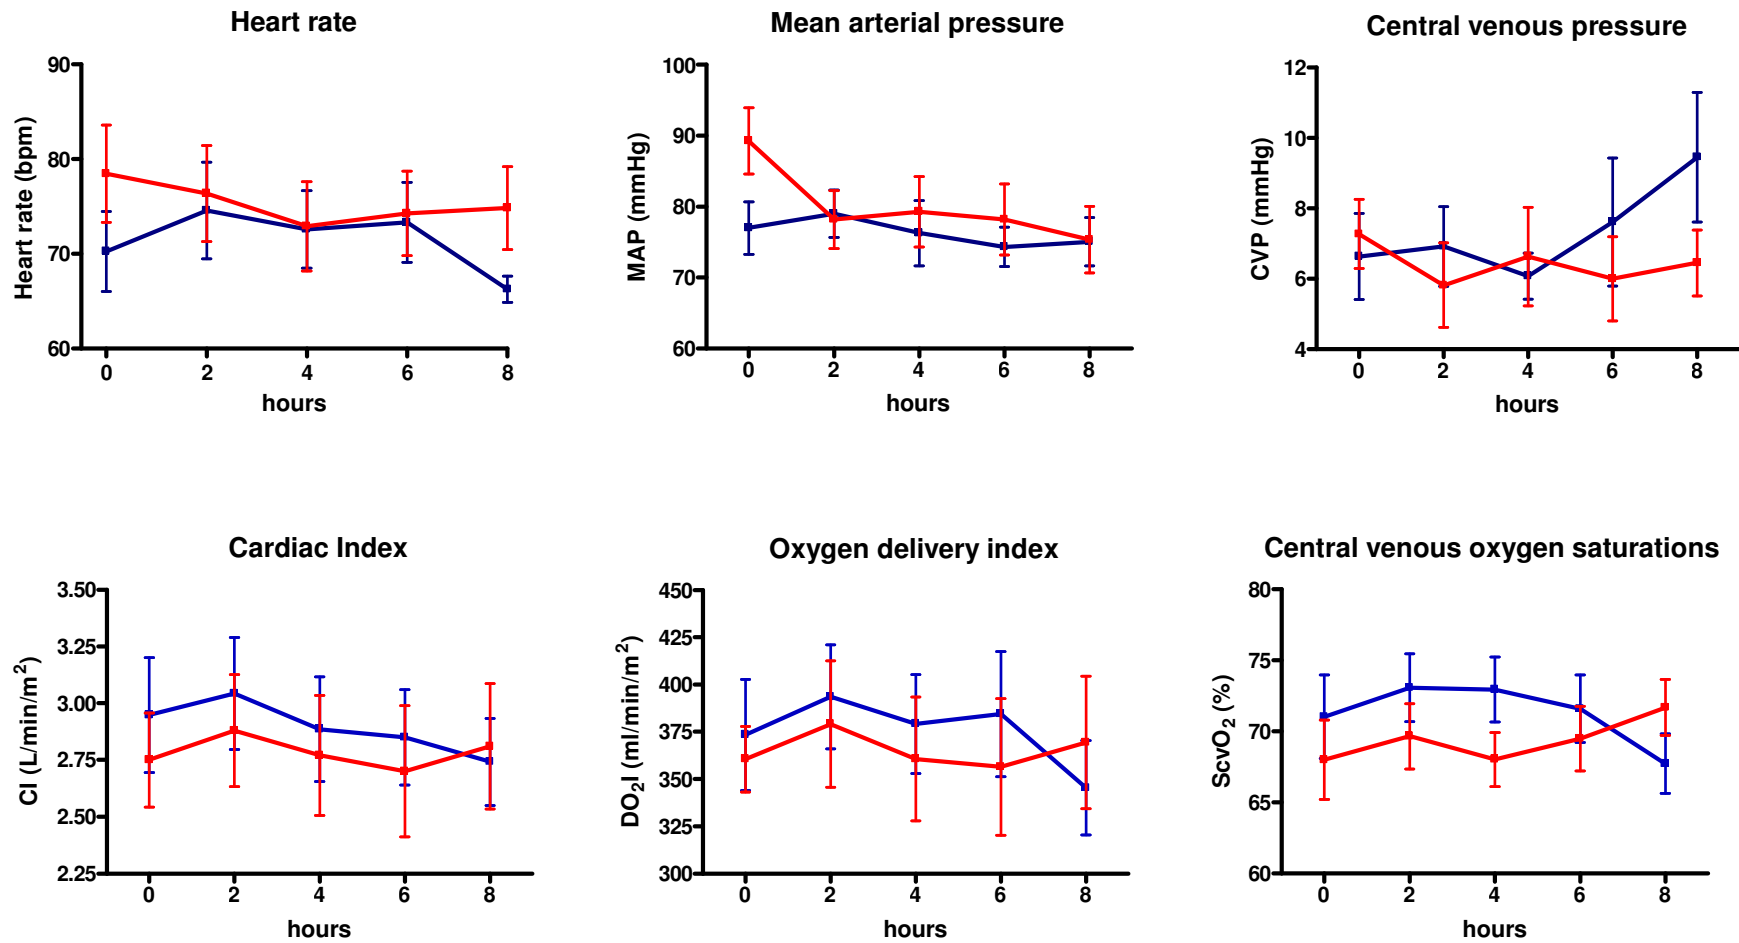 Heart rate
Heart rate (bpm)
90
80
70
60
0 2 4 6 8
hours
Mean arterial pressure
MAP (mmHg)
100
90
80
70
60
0 2 4 6 8
hours
Central venous pressure
CVP (mmHg)
12
10
8
6
4
0 2 4 6 8
hours
Cardiac Index
CI (L/min/m²)
3.50
3.25
3.00
2.75
2.50
2.25
0 2 4 6 8
hours
Oxygen delivery index
DO₂I (ml/min/m²)
450
425
400
375
350
325
300
0 2 4 6 8
hours
Central venous oxygen saturations
ScvO₂ (%)
80
75
70
65
60
0 2 4 6 8
hours